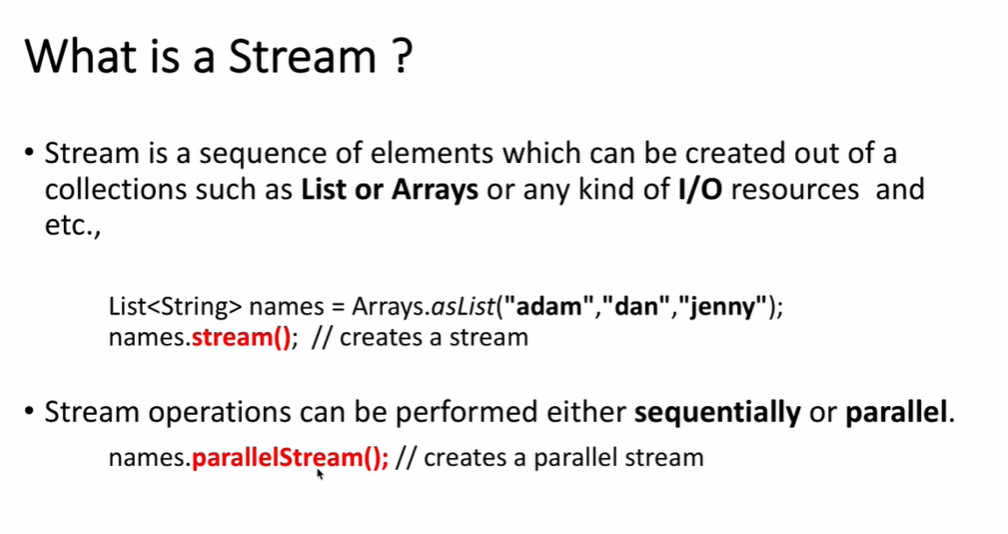 What is a Stream ?
• Stream is a sequence of elements which can be created out of a
collections such as List or Arrays or any kind of I/O resources and
etc.,
List<String> names = Arrays.asList("adam","dan","jenny");
names.stream(); // creates a stream
• Stream operations can be performed either sequentially or parallel.
names.parallelStream(); // creates a parallel stream